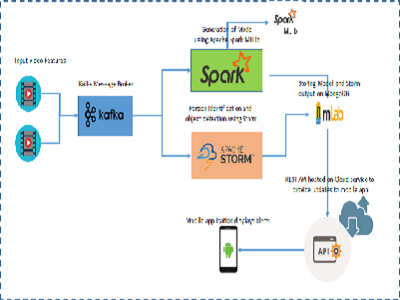 Input Video Features
Kafka Message Broker
kafka
Generation of Model
using Apache Spark MLlib
Spark
Spark
MLlib
Person Identification and
object detection using Storm
APACHE
STORM
Storing Model and Storm
output on MongoDB
mLab
REST API hosted on Cloud service to
provide updates to mobile app
API
Mobile application displays alerts